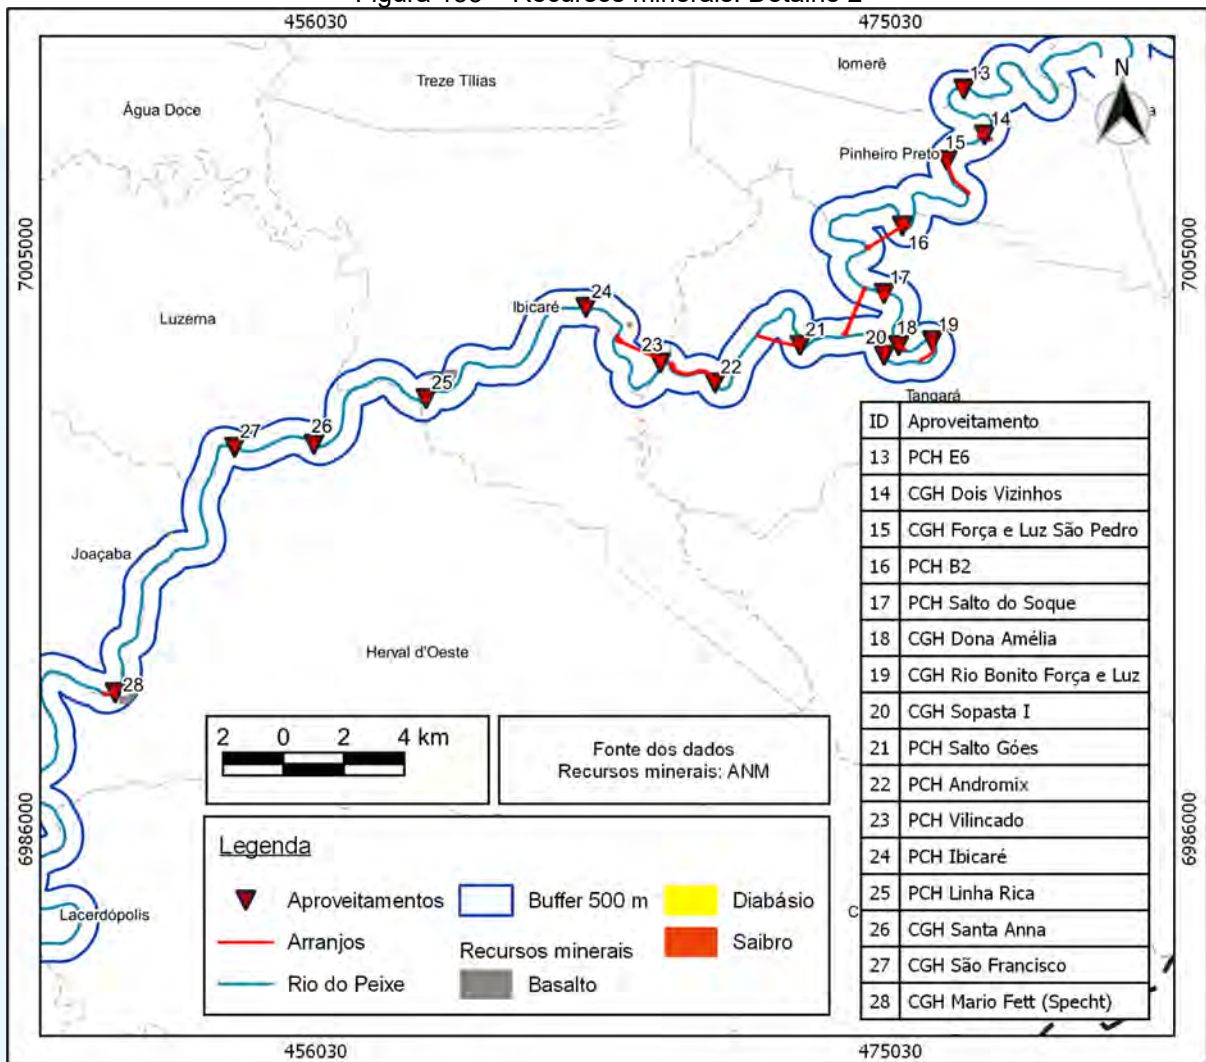 456030
475030
Iomerê
Treze Tílias
Água Doce
N
a
13
14
15
Pinheiro Preto
16
7005000
7005000
17
24
Ibicaré
Luzerna
21
18
19
20
23
22
Tangará
25
26
27
Joaçaba
Herval d'Oeste
28
ID Aproveitamento
13 PCH E6
14 CGH Dois Vizinhos
15 CGH Força e Luz São Pedro
16 PCH B2
17 PCH Salto do Soque
18 CGH Dona Amélia
19 CGH Rio Bonito Força e Luz
20 CGH Sopasta I
21 PCH Salto Góes
22 PCH Andromix
23 PCH Vilincado
24 PCH Ibicaré
25 PCH Linha Rica
26 CGH Santa Anna
27 CGH São Francisco
28 CGH Mario Fett (Specht)
2 0 2 4 km
Fonte dos dados
Recursos minerais: ANM
6986000
6986000
Legenda
Aproveitamentos
Arranjos
Rio do Peixe
Buffer 500 m
Recursos minerais
Basalto
Diabásio
Saibro
Lacerdópolis
C
456030
475030